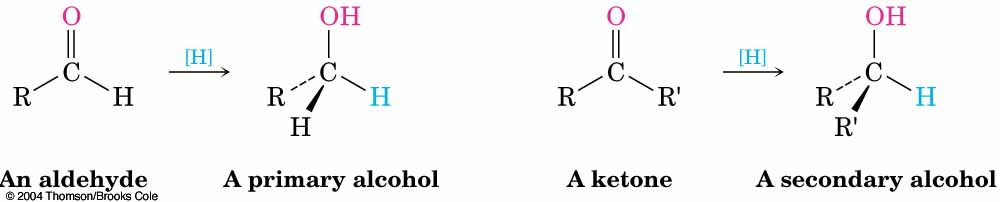 O
OH
O
OH
[H]
[H]
C
C
C
C
R
H
R
H
H
R
R'
R
R'
H
An aldehyde
A primary alcohol
A ketone
A secondary alcohol
© 2004 Thomson/Brooks Cole